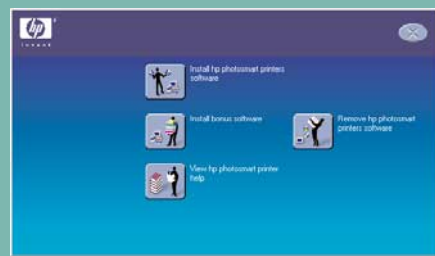 hp
invent
Install hp photosmart printers
software
Install bonus software
Remove hp photosmart
printers software
View hp photosmart printer
help